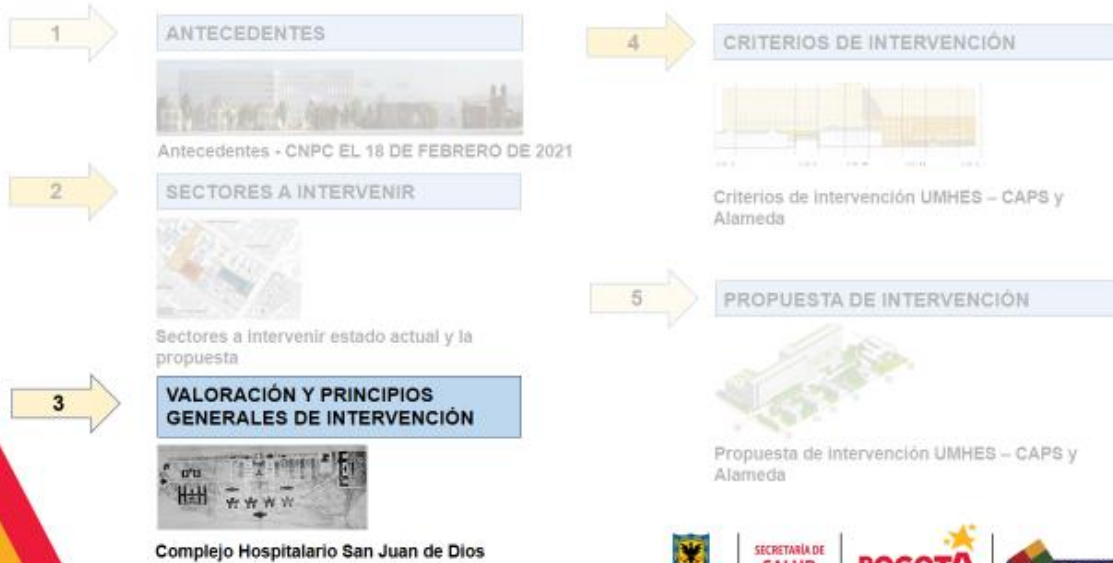 1
ANTECEDENTES
Antecedentes - CNPC EL 18 DE FEBRERO DE 2021
2
SECTORES A INTERVENIR
Sectores a intervenir estado actual y la
propuesta
3
VALORACIÓN Y PRINCIPIOS
GENERALES DE INTERVENCIÓN
Complejo Hospitalario San Juan de Dios
4
CRITERIOS DE INTERVENCIÓN
Criterios de intervención UMHES – CAPS y
Alameda
5
PROPUESTA DE INTERVENCIÓN
Propuesta de intervención UMHES – CAPS y
Alameda
SECRETARÍA DE
SALUD
BOGOTÁ